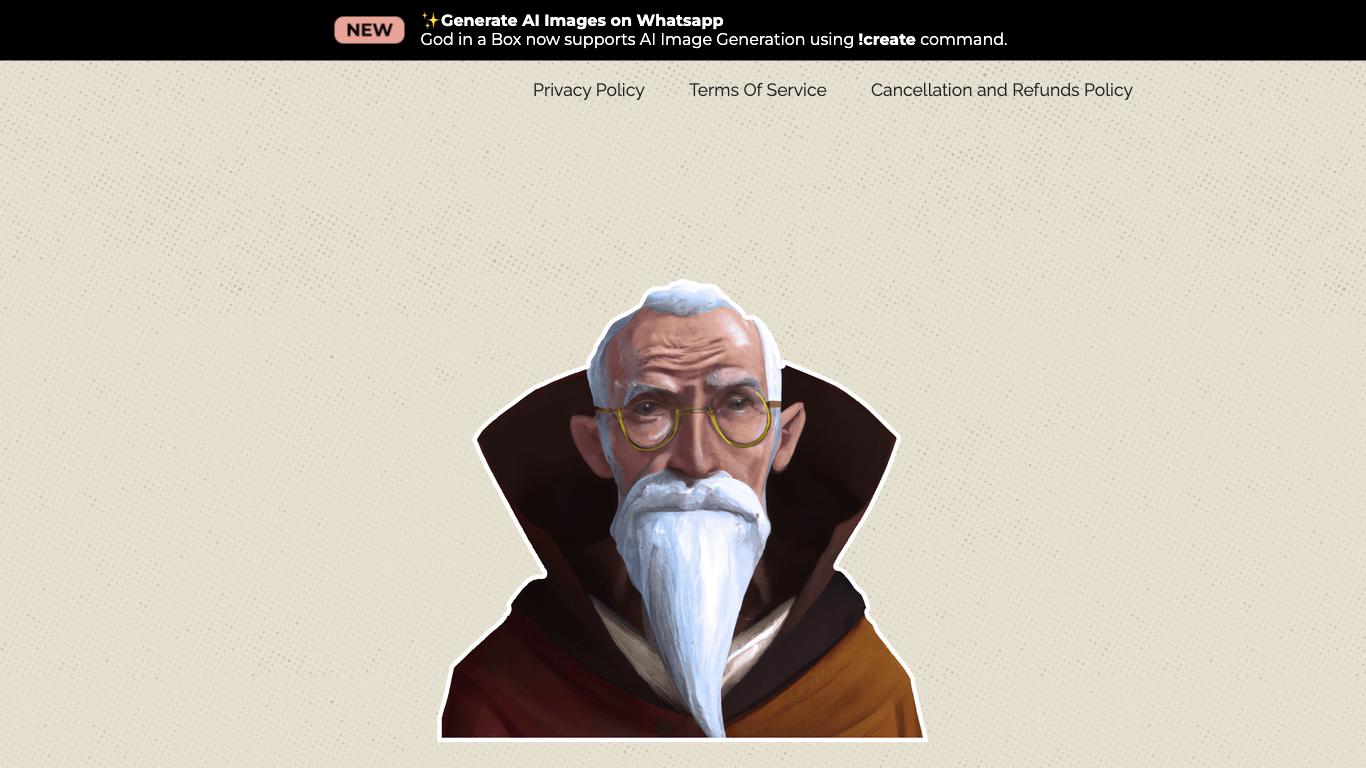 NEW
✨Generate AI Images on Whatsapp
God in a Box now supports AI Image Generation using !create command.
Privacy Policy Terms Of Service Cancellation and Refunds Policy